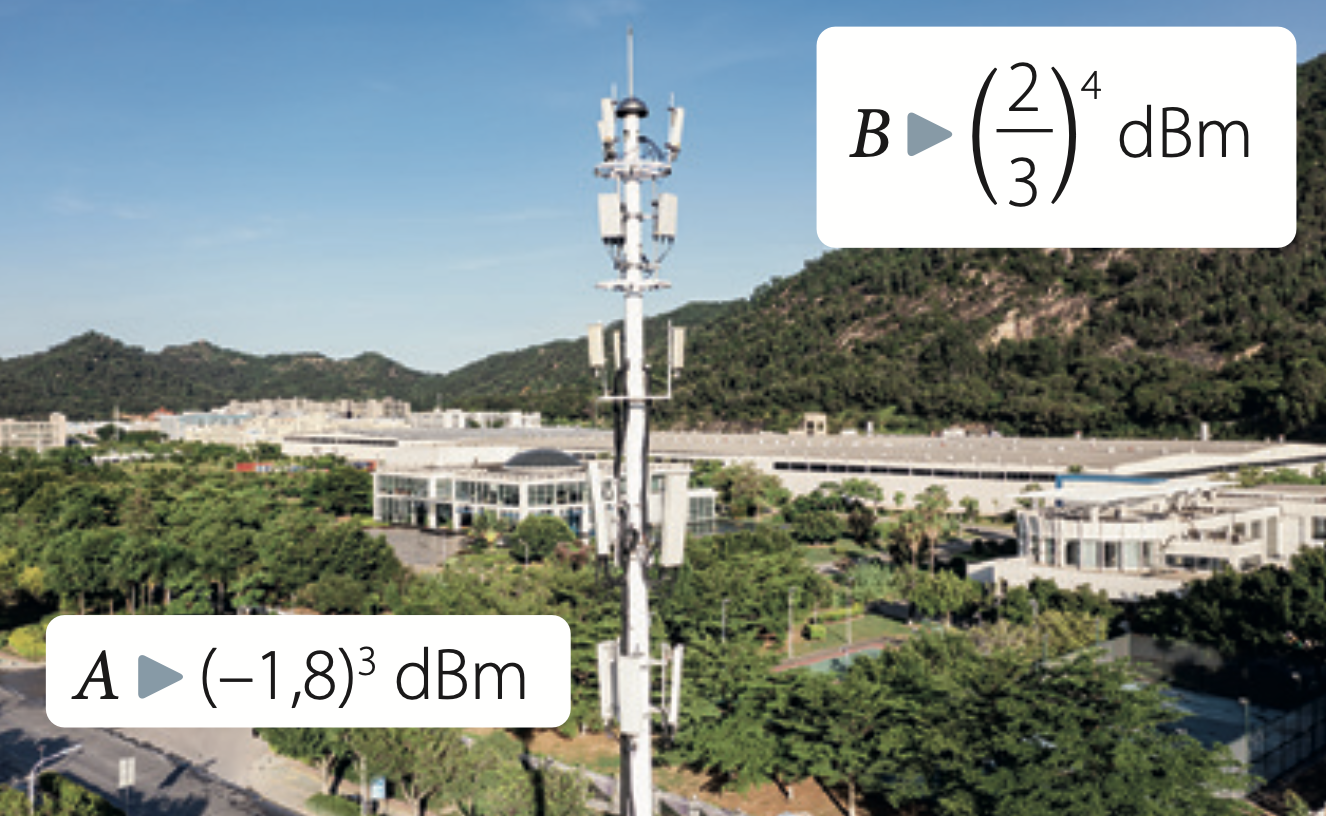 B ▶ (2/3)⁴ dBm
A ▶ (–1,8)³ dBm